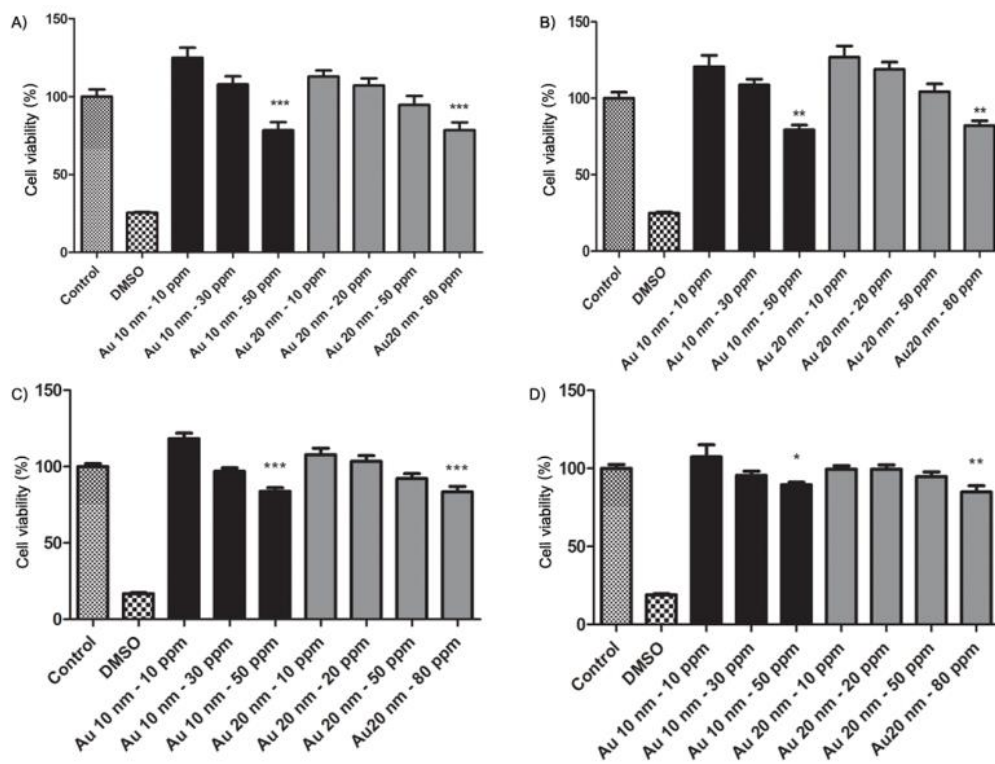 A)
Cell viability (%)
150
100
50
0
***
***
Control
DMSO
Au 10 nm - 10 ppm
Au 10 nm - 30 ppm
Au 10 nm - 50 ppm
Au 20 nm - 10 ppm
Au 20 nm - 20 ppm
Au 20 nm - 50 ppm
Au20 nm - 80 ppm
B)
Cell viability (%)
150
100
50
0
**
**
Control
DMSO
Au 10 nm - 10 ppm
Au 10 nm - 30 ppm
Au 10 nm - 50 ppm
Au 20 nm - 10 ppm
Au 20 nm - 20 ppm
Au 20 nm - 50 ppm
Au20 nm - 80 ppm
C)
Cell viability (%)
150
100
50
0
***
***
Control
DMSO
Au 10 nm - 10 ppm
Au 10 nm - 30 ppm
Au 10 nm - 50 ppm
Au 20 nm - 10 ppm
Au 20 nm - 20 ppm
Au 20 nm - 50 ppm
Au20 nm - 80 ppm
D)
Cell viability (%)
150
100
50
0
*
**
Control
DMSO
Au 10 nm - 10 ppm
Au 10 nm - 30 ppm
Au 10 nm - 50 ppm
Au 20 nm - 10 ppm
Au 20 nm - 20 ppm
Au 20 nm - 50 ppm
Au20 nm - 80 ppm